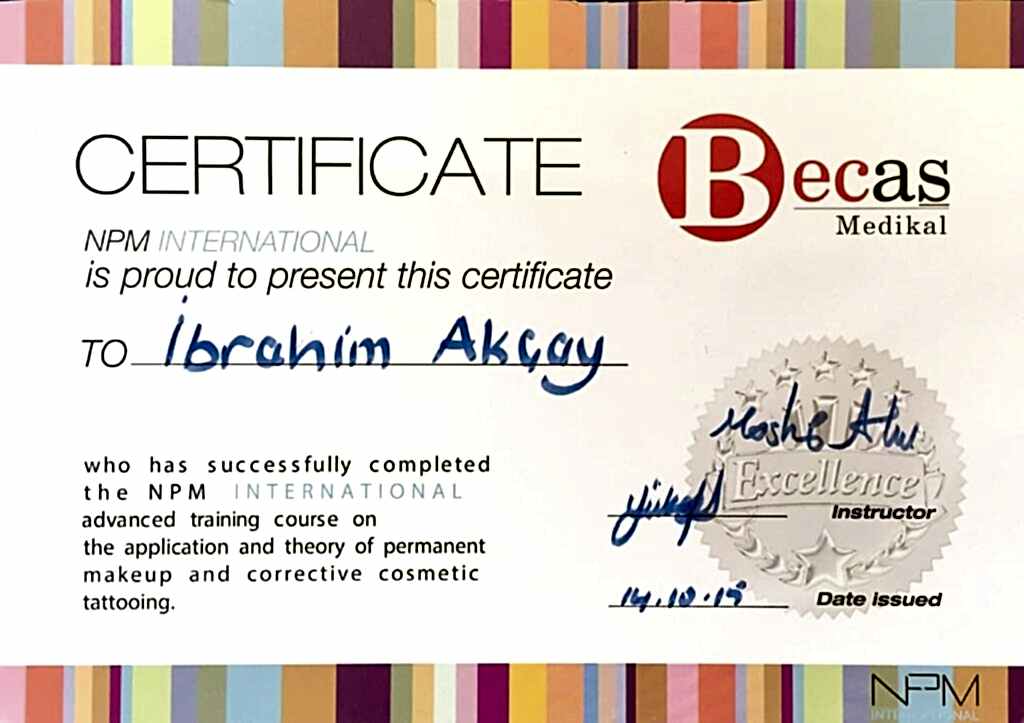 CERTIFICATE
Becas
Medikal
NPM INTERNATIONAL
is proud to present this certificate
TO İbrahim Akçay
who has successfully completed
the NPM INTERNATIONAL
advanced training course on
the application and theory of permanent
makeup and corrective cosmetic
tattooing.
Excellence
Instructor
14.10.19
Date issued
NPM
INTERNATIONAL